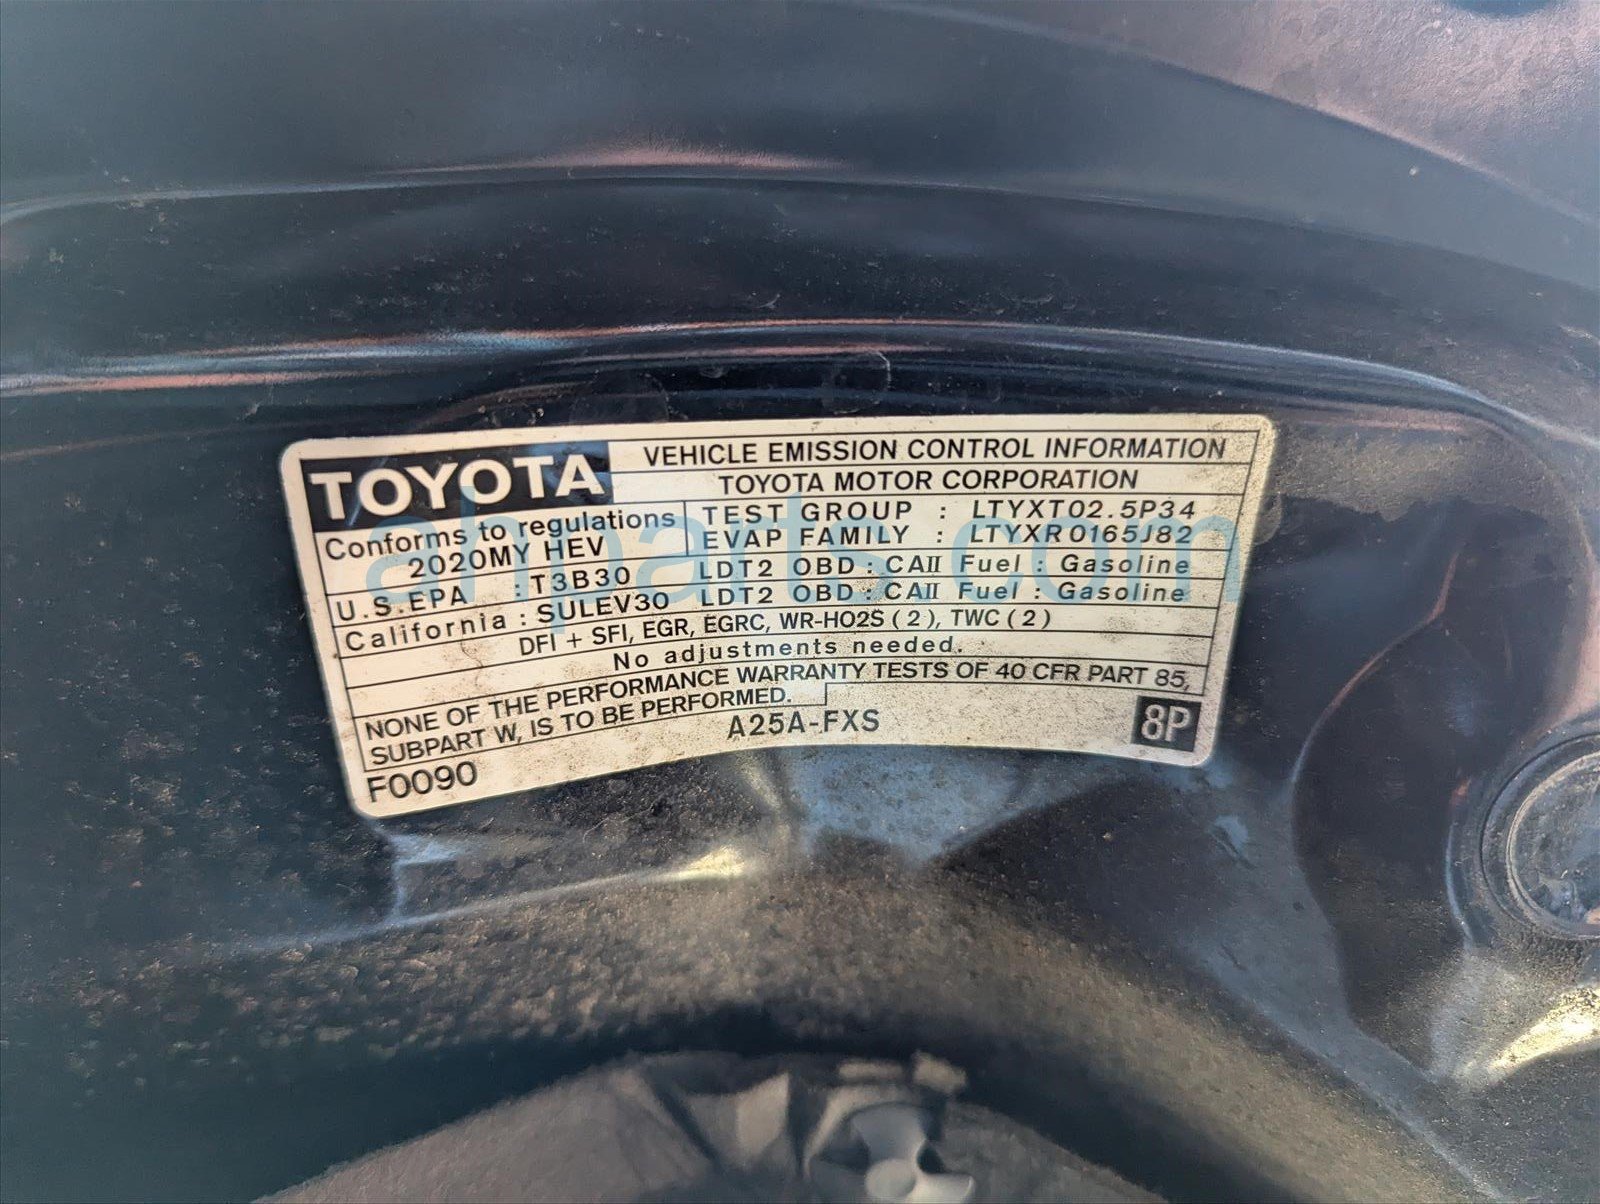 TOYOTA
VEHICLE EMISSION CONTROL INFORMATION
TOYOTA MOTOR CORPORATION
Conforms to regulations
2020MY HEV
TEST GROUP : LTYXT02.5P34
EVAP FAMILY : LTYXR0165J82
U.S.EPA : T3B30 LDT2 OBD : CAII Fuel : Gasoline
California : SULEV30 LDT2 OBD : CAII Fuel : Gasoline
DFI + SFI, EGR, EGRC, WR-HO2S ( 2 ), TWC ( 2 )
No adjustments needed.
NONE OF THE PERFORMANCE WARRANTY TESTS OF 40 CFR PART 85,
SUBPART W, IS TO BE PERFORMED.
A25A-FXS
8P
F0090
ahparts.com